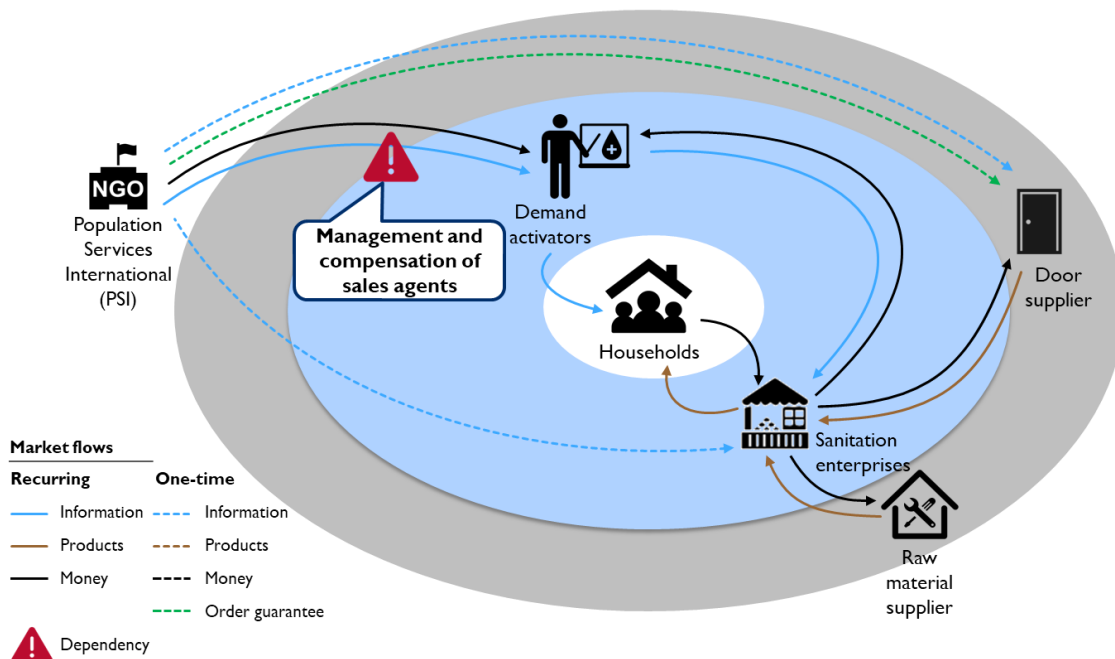 NGO
Population
Services
International
(PSI)
Management and
compensation of
sales agents
Demand
activators
Households
Door
supplier
Sanitation
enterprises
Raw
material
supplier
Market flows
Recurring One-time
Information Information
Products Products
Money Money
Order guarantee
Dependency